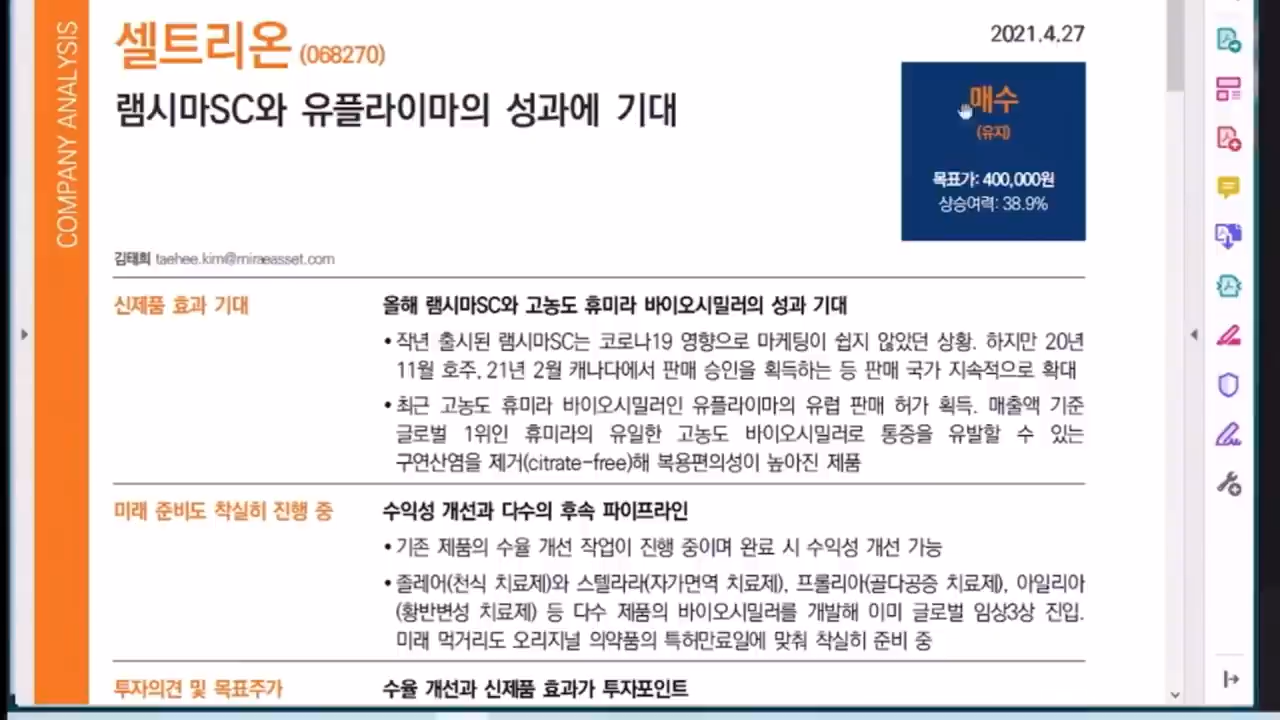 COMPANY ANALYSIS
셀트리온 (068270)
2021.4.27
램시마SC와 유플라이마의 성과에 기대
매수
(유지)
목표가: 400,000원
상승여력: 38.9%
김태희 taehee.kim@miraeasset.com
신제품 효과 기대
올해 램시마SC와 고농도 휴미라 바이오시밀러의 성과 기대
• 작년 출시된 램시마SC는 코로나19 영향으로 마케팅이 쉽지 않았던 상황. 하지만 20년
11월 호주, 21년 2월 캐나다에서 판매 승인을 획득하는 등 판매 국가 지속적으로 확대
• 최근 고농도 휴미라 바이오시밀러인 유플라이마의 유럽 판매 허가 획득. 매출액 기준
글로벌 1위인 휴미라의 유일한 고농도 바이오시밀러로 통증을 유발할 수 있는
구연산염을 제거(citrate-free)해 복용편의성이 높아진 제품
미래 준비도 착실히 진행 중
수익성 개선과 다수의 후속 파이프라인
• 기존 제품의 수율 개선 작업이 진행 중이며 완료 시 수익성 개선 가능
• 졸레어(천식 치료제)와 스텔라라(자가면역 치료제), 프롤리아(골다공증 치료제), 아일리아
(황반변성 치료제) 등 다수 제품의 바이오시밀러를 개발해 이미 글로벌 임상3상 진입.
미래 먹거리도 오리지널 의약품의 특허만료일에 맞춰 착실히 준비 중
투자의견 및 목표주가
수율 개선과 신제품 효과가 투자포인트